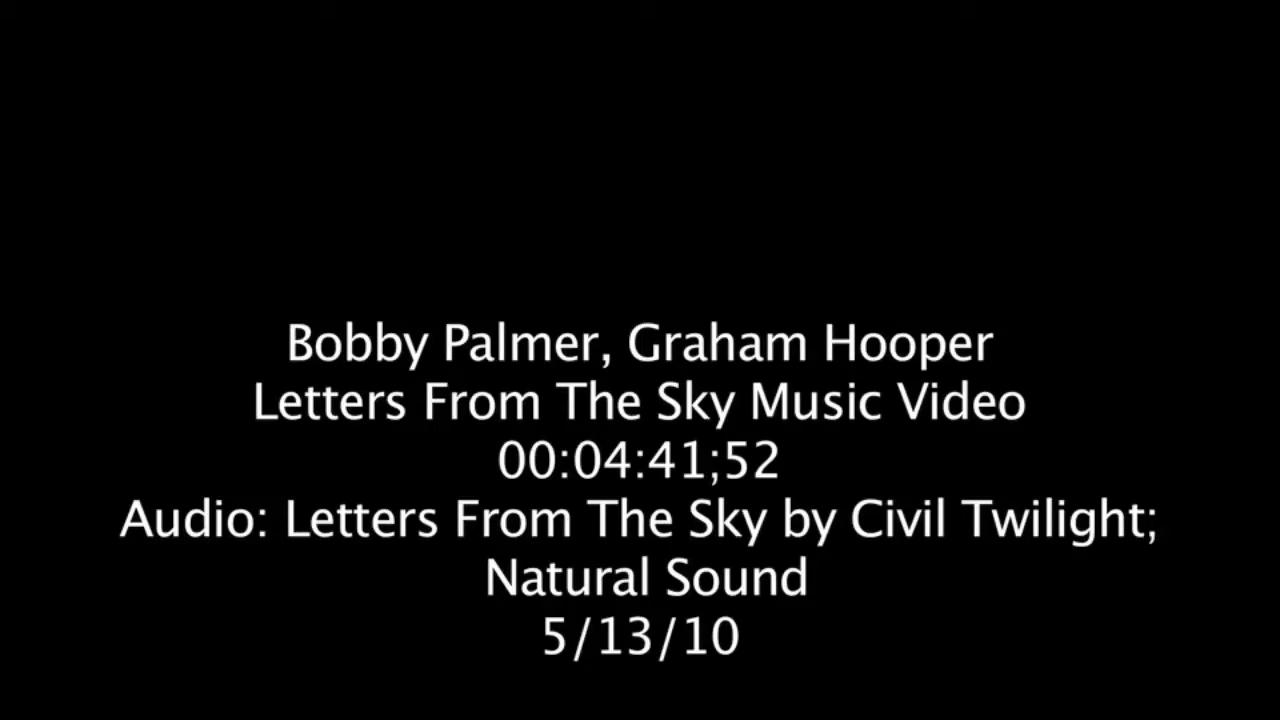 Bobby Palmer, Graham Hooper
Letters From The Sky Music Video
00:04:41;52
Audio: Letters From The Sky by Civil Twilight;
Natural Sound
5/13/10